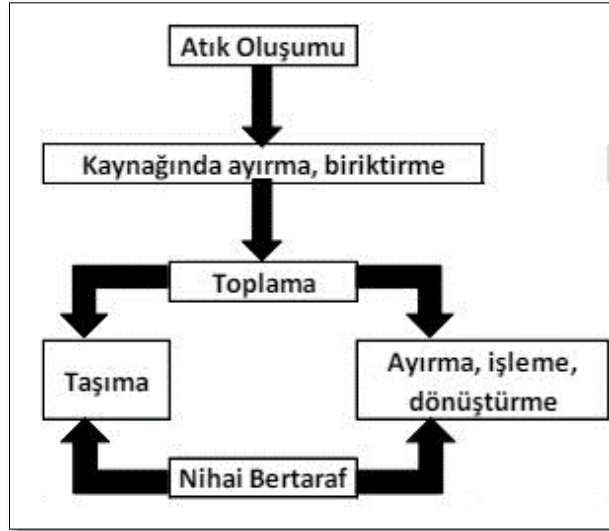 Atık Oluşumu
Kaynağında ayırma, biriktirme
Toplama
Taşıma
Ayırma, işleme,
dönüştürme
Nihai Bertaraf